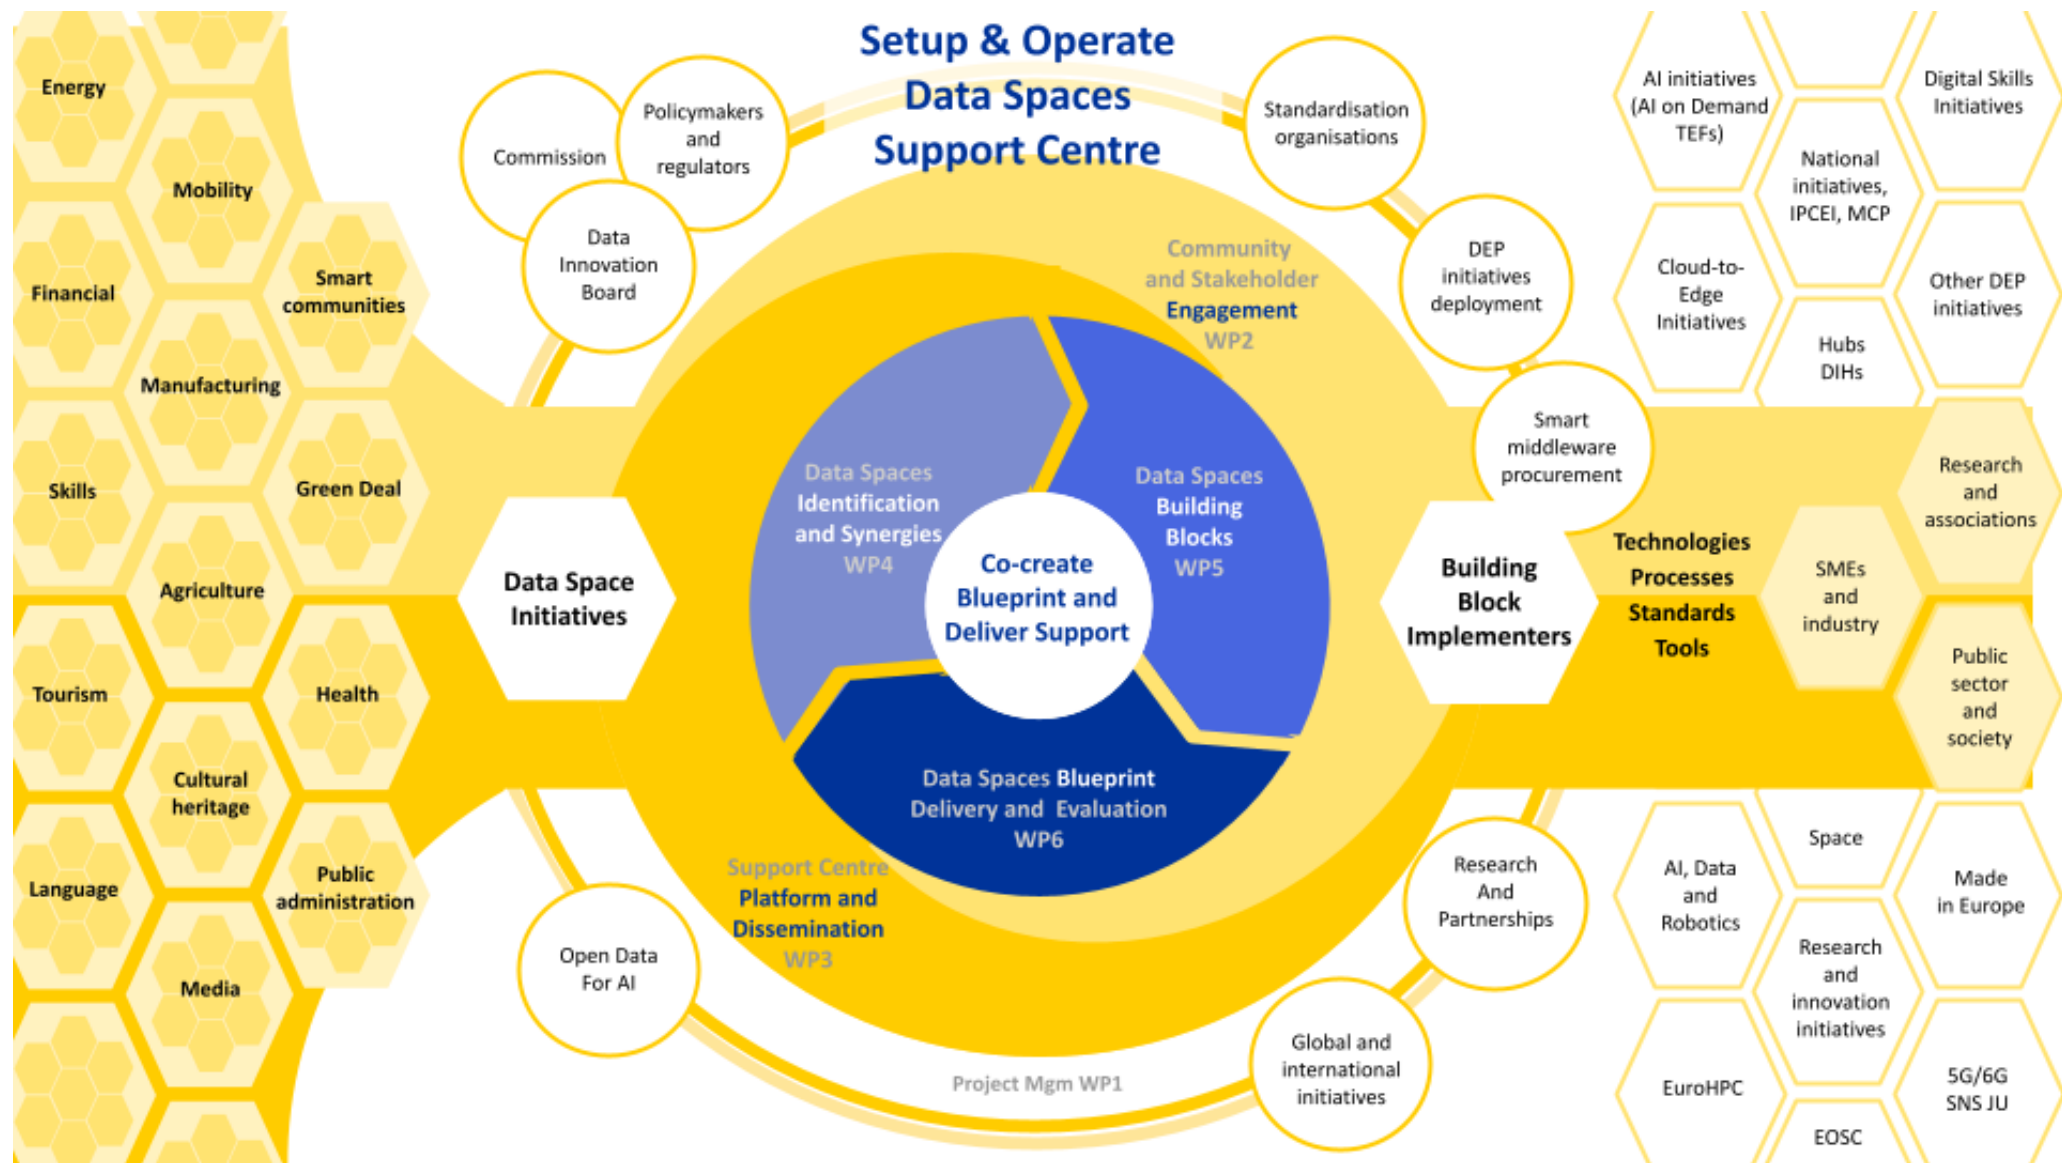 Setup & Operate
Data Spaces
Support Centre
Energy
Mobility
Financial
Smart
communities
Manufacturing
Skills
Green Deal
Agriculture
Tourism
Health
Cultural
heritage
Language
Public
administration
Media
Commission
Policymakers
and
regulators
Data
Innovation
Board
Data Space
Initiatives
Open Data
For AI
Community
and Stakeholder
Engagement
WP2
Data Spaces
Identification
and Synergies
WP4
Data Spaces
Building
Blocks
WP5
Co-create
Blueprint and
Deliver Support
Data Spaces Blueprint
Delivery and Evaluation
WP6
Support Centre
Platform and
Dissemination
WP3
Project Mgm WP1
Standardisation
organisations
DEP
initiatives
deployment
Smart
middleware
procurement
Building
Block
Implementers
Research
And
Partnerships
Global and
international
initiatives
Technologies
Processes
Standards
Tools
AI initiatives
(AI on Demand
TEFs)
Digital Skills
Initiatives
National
initiatives,
IPCEI, MCP
Cloud-to-
Edge
Initiatives
Other DEP
initiatives
Hubs
DIHs
Research
and
associations
SMEs
and
industry
Public
sector
and
society
Space
AI, Data
and
Robotics
Made
in Europe
Research
and
innovation
initiatives
EuroHPC
5G/6G
SNS JU
EOSC